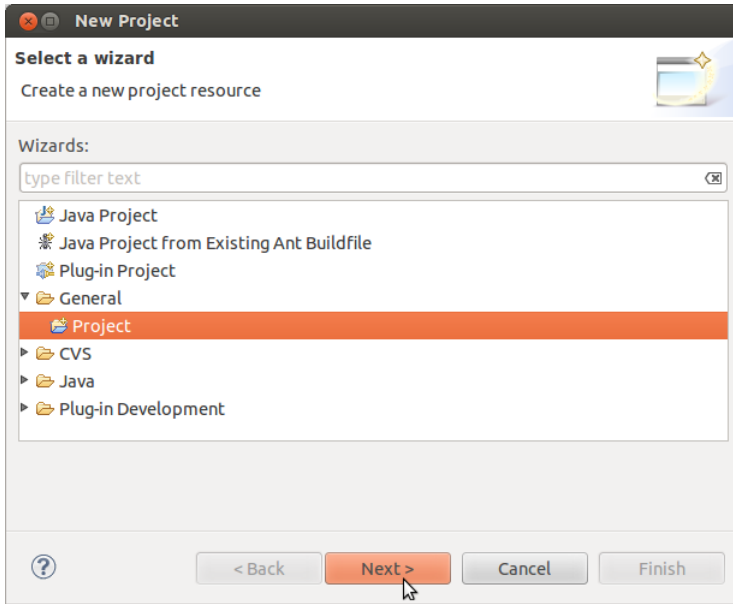 New Project
Select a wizard
Create a new project resource
Wizards:
type filter text
Java Project
Java Project from Existing Ant Buildfile
Plug-in Project
General
Project
CVS
Java
Plug-in Development
? < Back Next > Cancel Finish